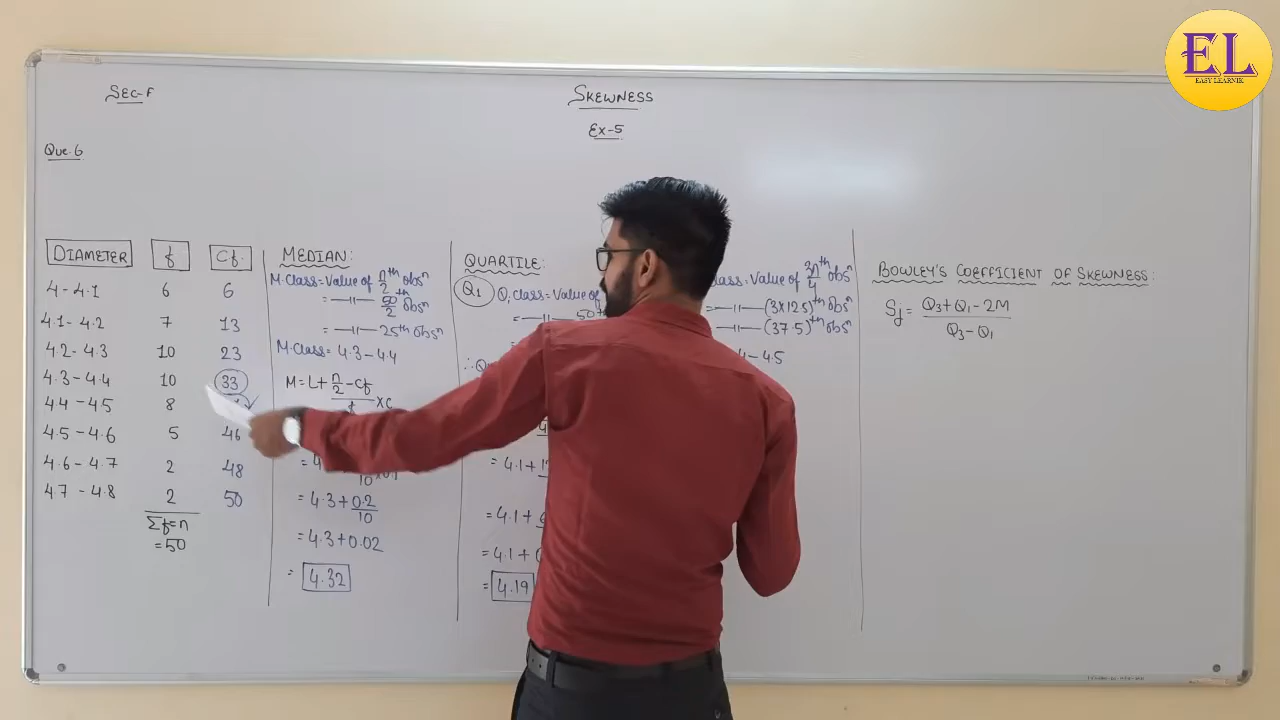 EL
EASY LEARNIK
SEC-F
SKEWNESS
Ex-5
Que. 6
DIAMETER f Cf.
4 - 4.1 6 6
4.1 - 4.2 7 13
4.2 - 4.3 10 23
4.3 - 4.4 10 33
4.4 - 4.5 8
4.5 - 4.6 5 46
4.6 - 4.7 2 48
4.7 - 4.8 2 50
Σf = n
= 50
MEDIAN:
M.Class = Value of n/2 th obsn
= —||— 50/2 th obsn
= —||— 25th obsn
M.Class = 4.3 - 4.4
M = L + n/2 - Cf / f × C
= 4.3 + 0.2/10
= 4.3 + 0.02
= 4.32
QUARTILE:
Q1 Q1 Class = Value of
= —||— 50
= 4.1 +
= 4.1 +
= 4.1 +
= 4.19
Class = Value of 3n/4 th obsn
= —||— (3×12.5)th obsn
= —||— (37.5)th obsn
- 4.5
BOWLEY'S COEFFICIENT OF SKEWNESS:
Sj = Q3 + Q1 - 2M / Q3 - Q1